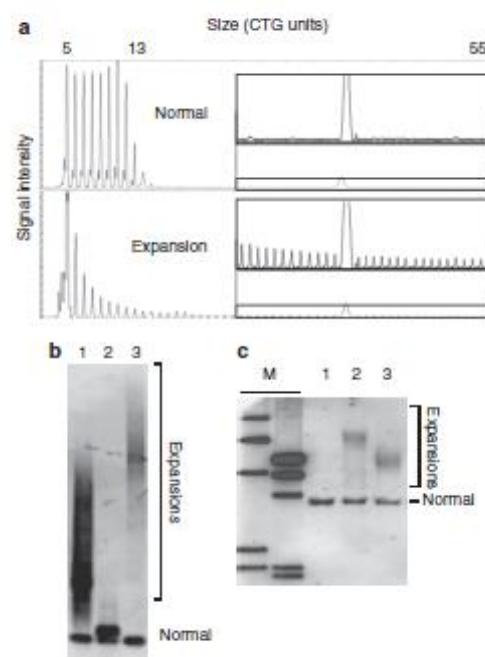 a
Size (CTG units)
5 13 55
Signal intensity
Normal
Expansion
b
1 2 3
Expansions
Normal
c
M 1 2 3
Expansions
Normal